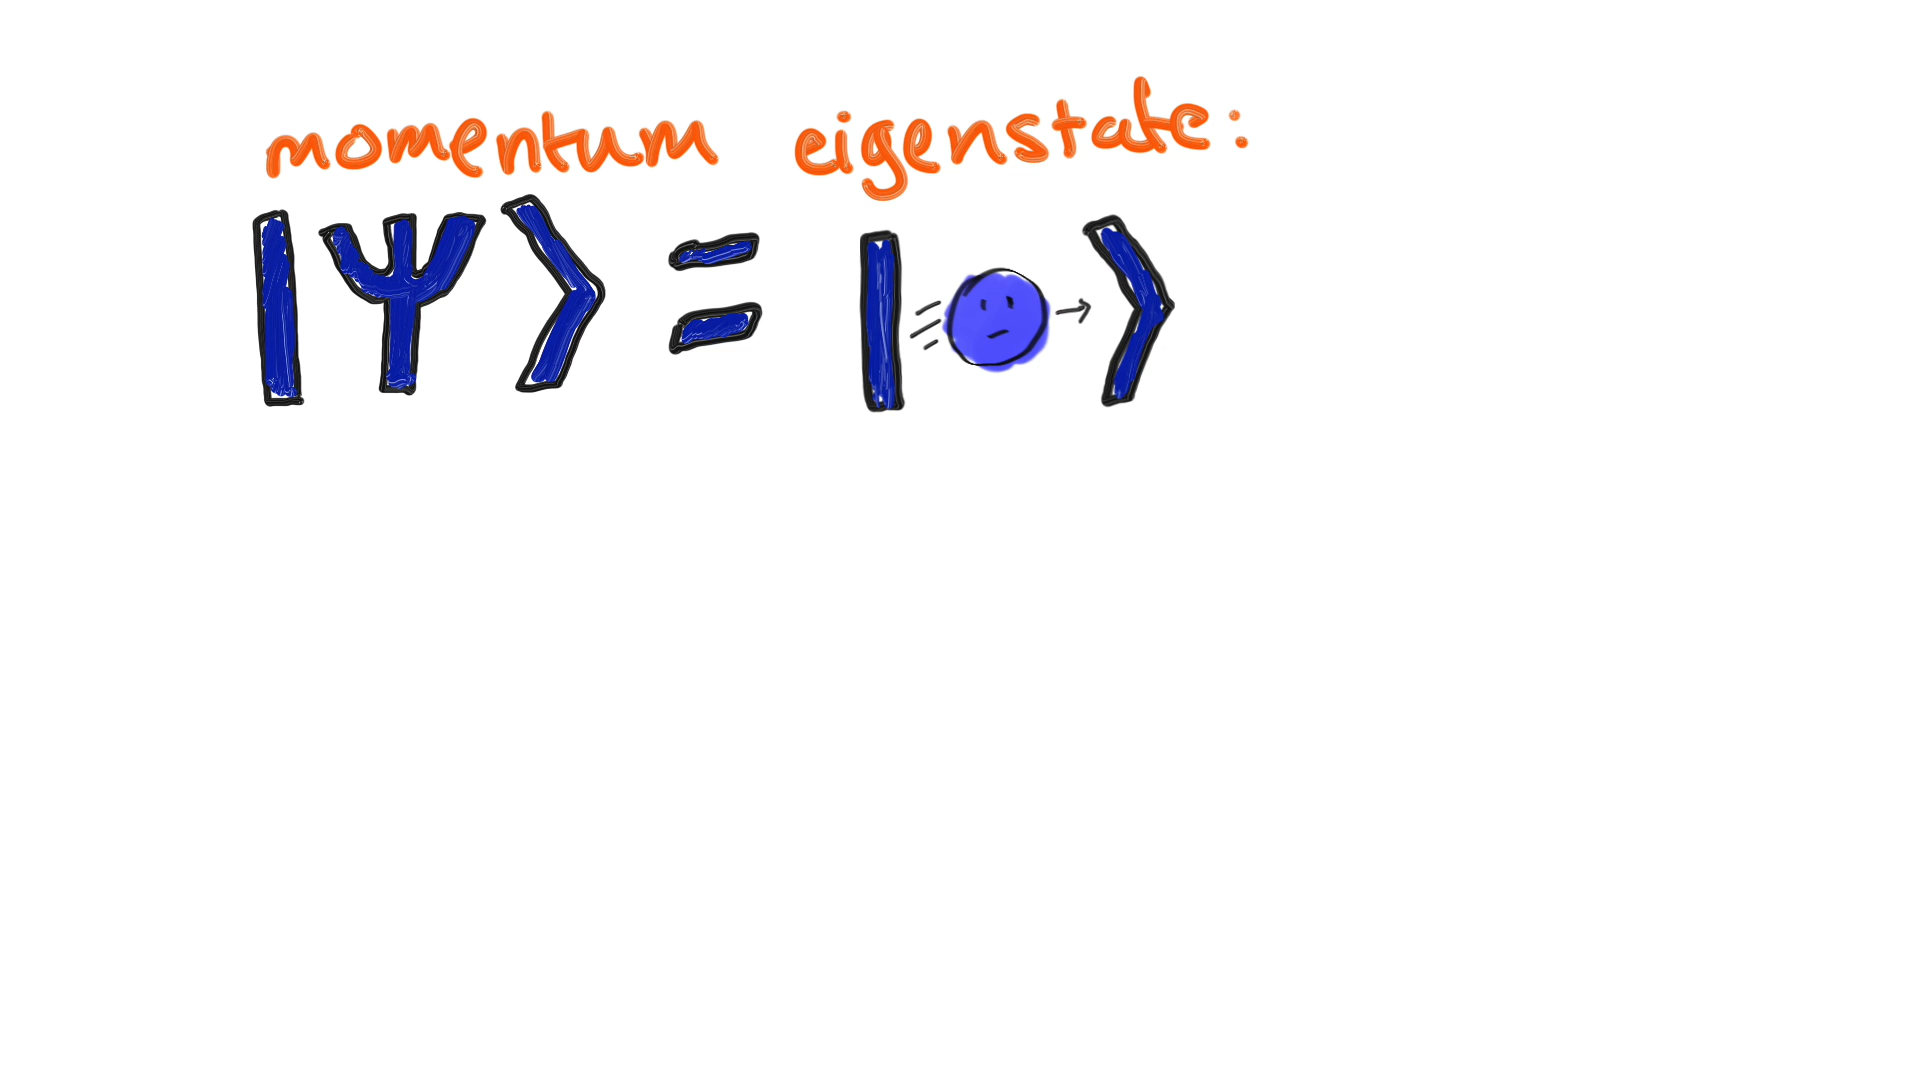 momentum eigenstate:
|Ψ⟩ = | → ⟩